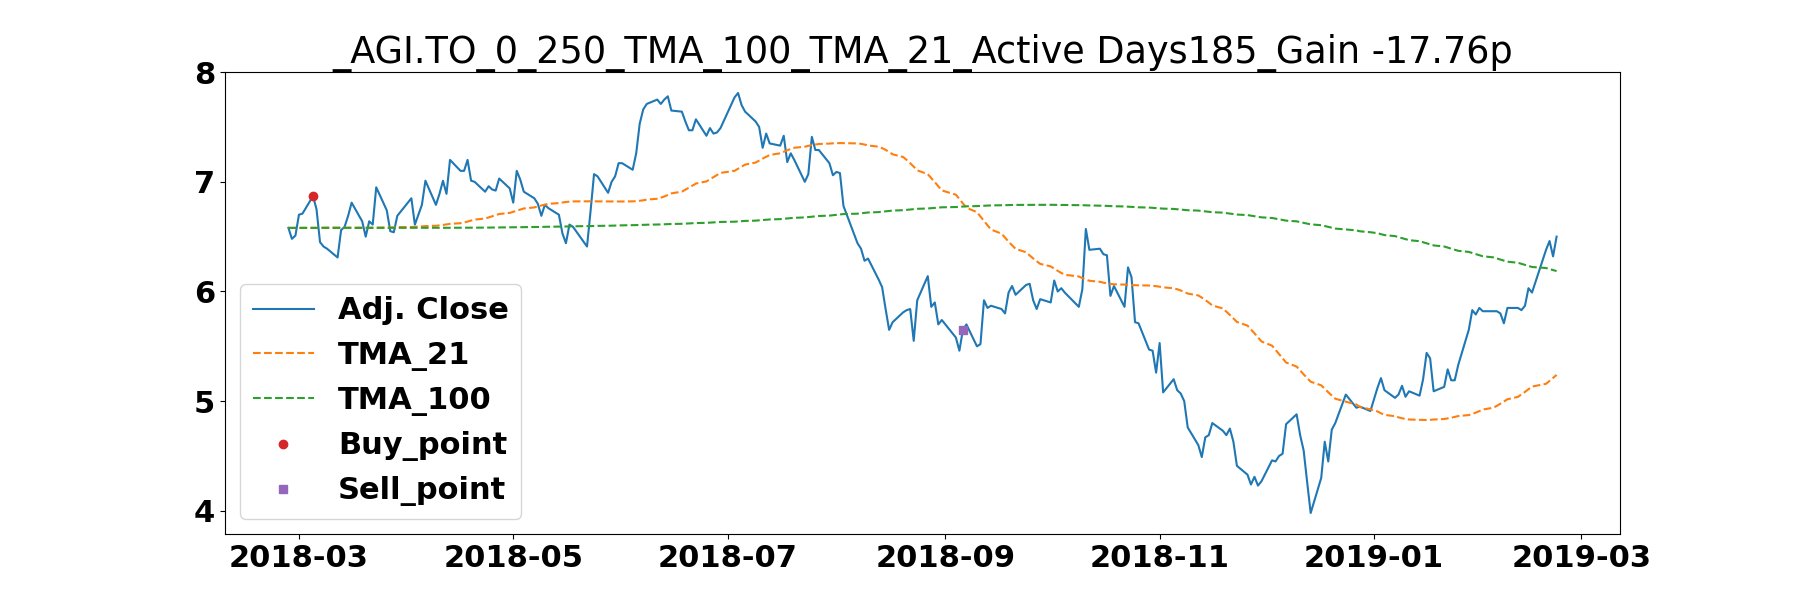 _AGI.TO_0_250_TMA_100_TMA_21_Active Days185_Gain -17.76p
8
7
6
5
4
Adj. Close
TMA_21
TMA_100
Buy_point
Sell_point
2018-03 2018-05 2018-07 2018-09 2018-11 2019-01 2019-03